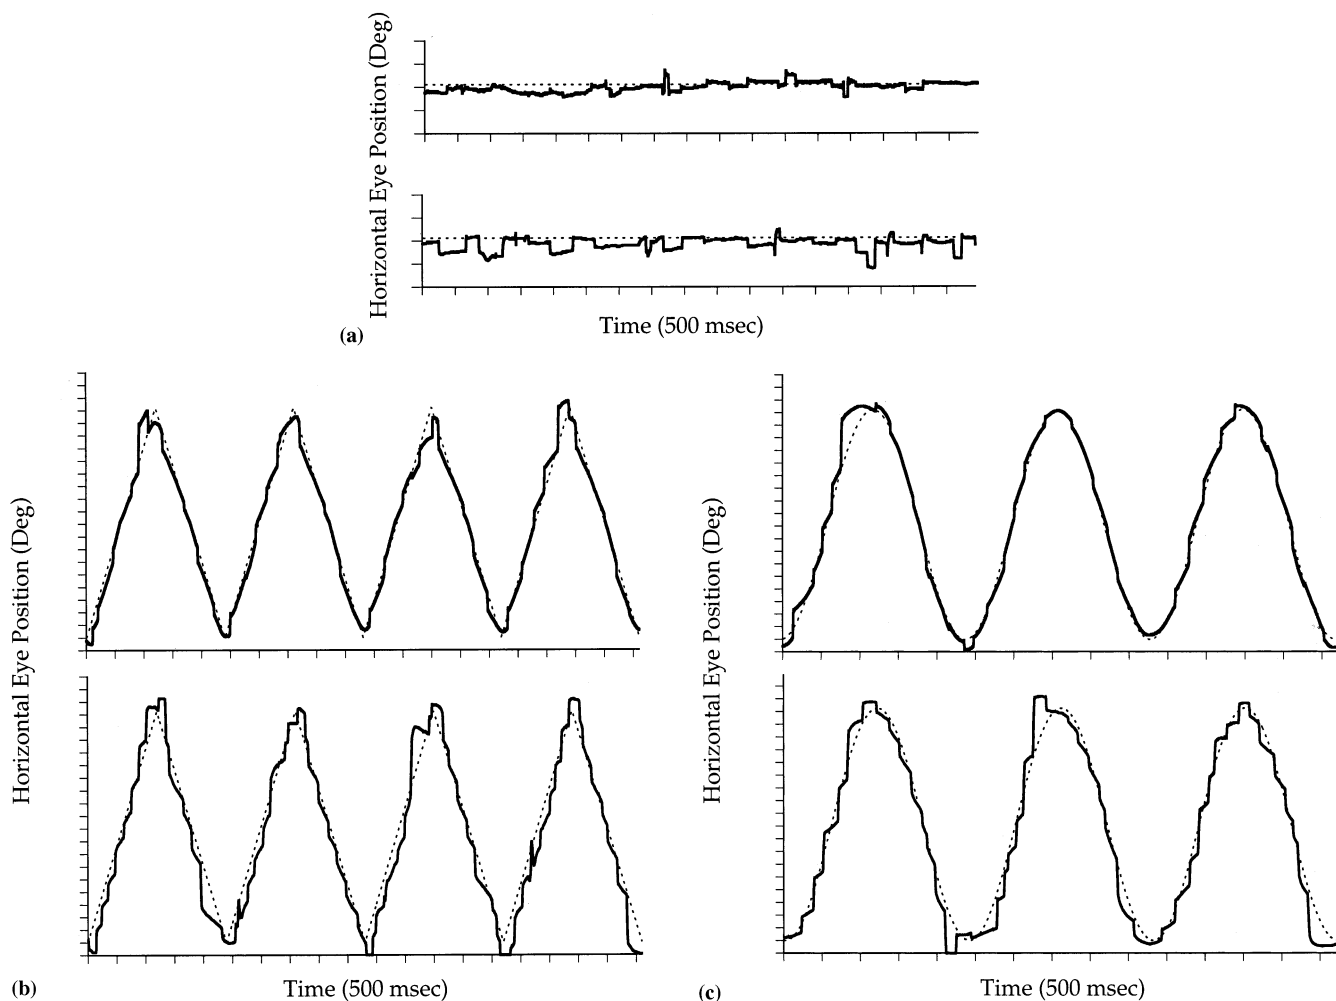 Horizontal Eye Position (Deg)
Time (500 msec)
(a)
Horizontal Eye Position (Deg)
Time (500 msec)
(b)
Horizontal Eye Position (Deg)
Time (500 msec)
(c)